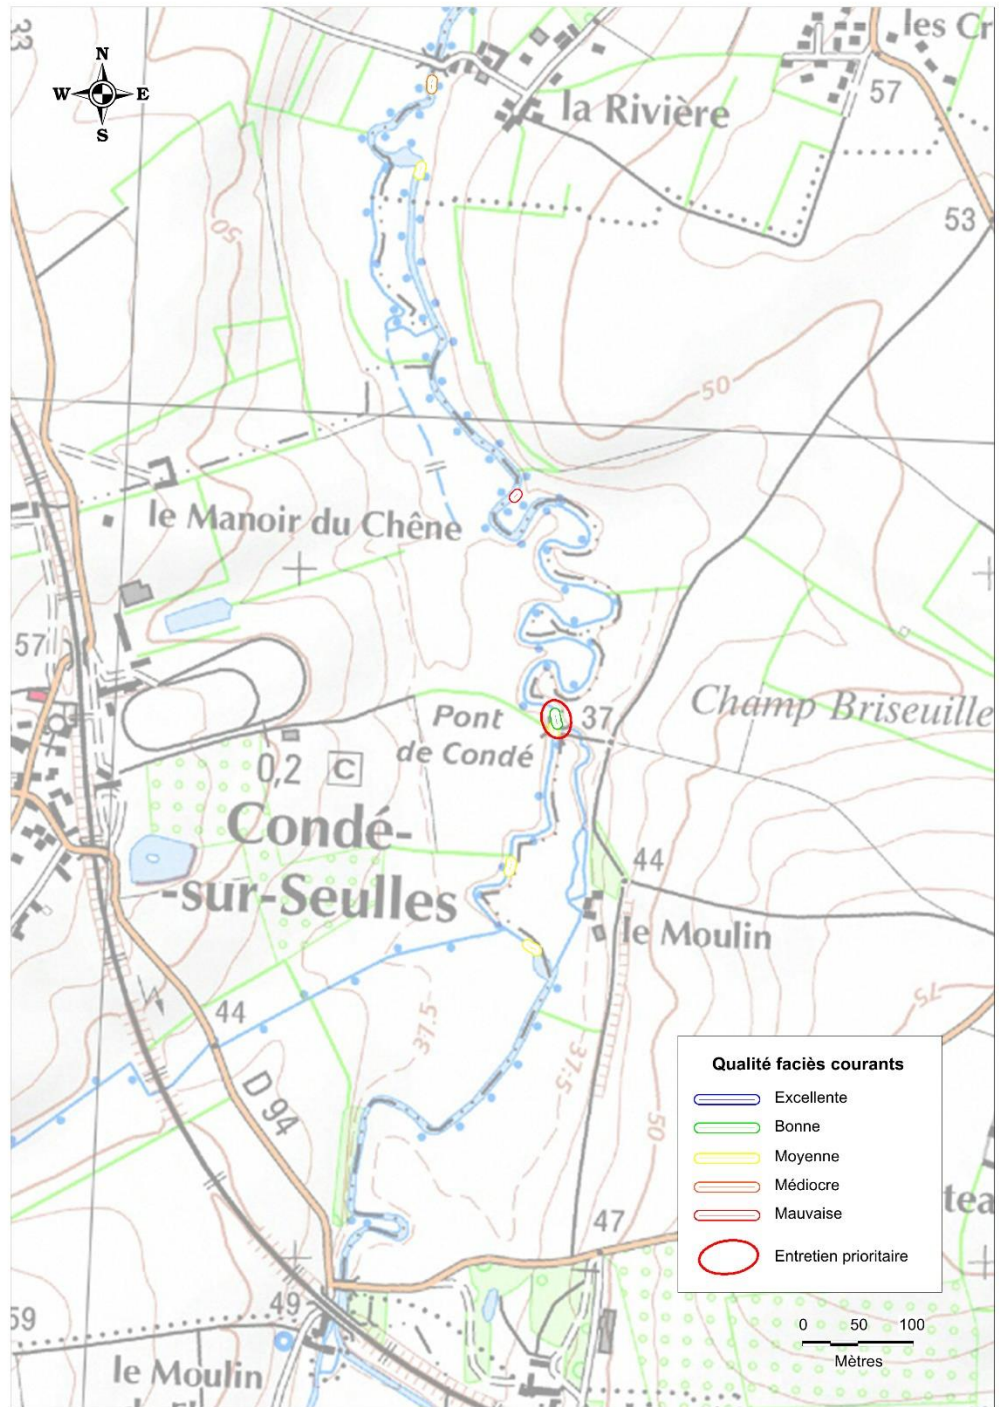 33
N
W E
S
les Cr
57
la Rivière
53
50
50
le Manoir du Chêne
57
Pont
de Condé
37
Champ Briseuille
0,2 C
Condé-
-sur-Seulles
44
le Moulin
75
44
37.5
37.5
D 94
50
Qualité faciès courants
Excellente
Bonne
Moyenne
Médiocre
Mauvaise
Entretien prioritaire
tea
47
49
59
0 50 100
Mètres
le Moulin